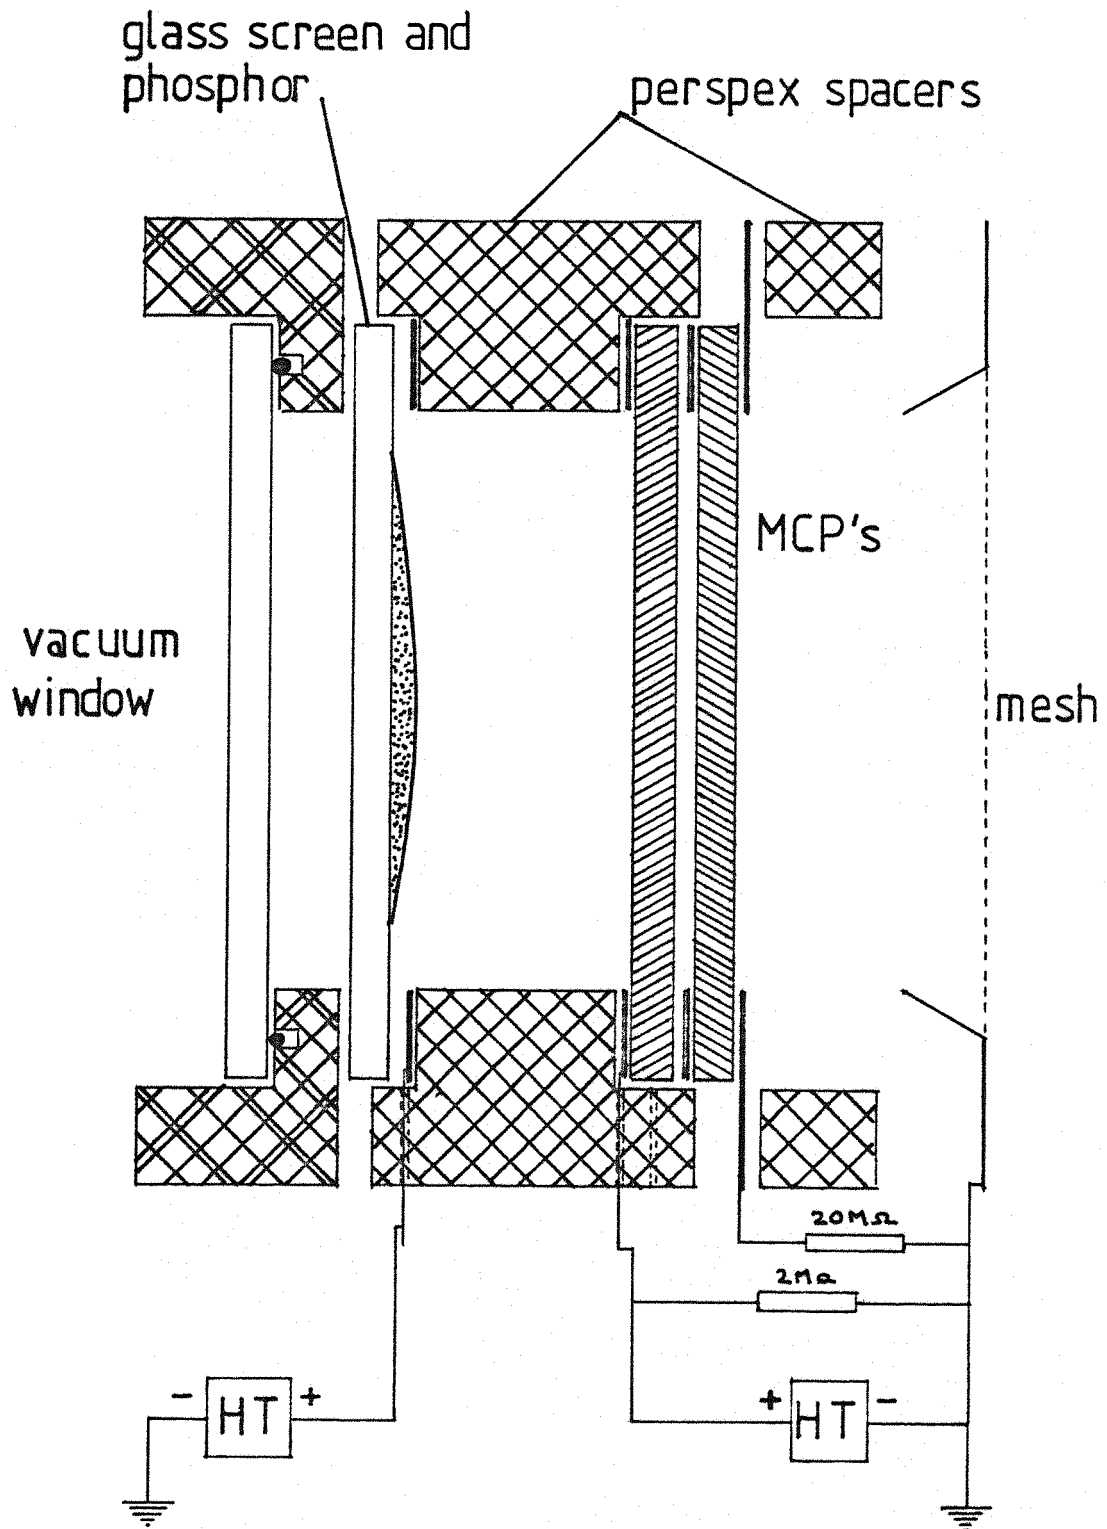 glass screen and
phosphor
perspex spacers
MCP's
vacuum
window
mesh
20MΩ
2MΩ
- HT +
+ HT -